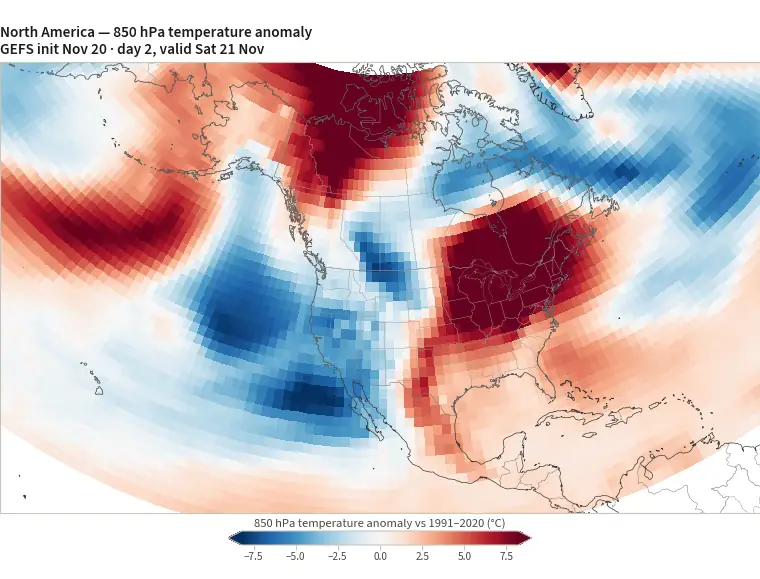 North America — 850 hPa temperature anomaly
GEFS init Nov 20 · day 2, valid Sat 21 Nov
850 hPa temperature anomaly vs 1991–2020 (°C)
−7.5 −5.0 −2.5 0.0 2.5 5.0 7.5